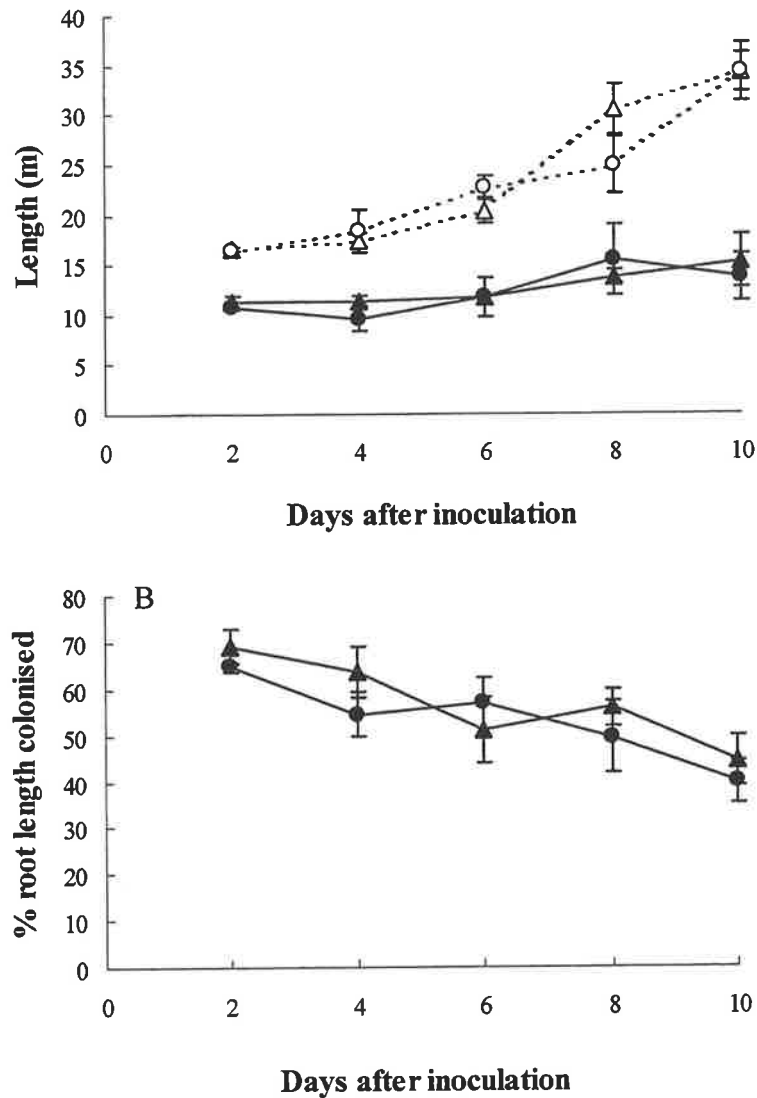 40
35
30
25
20
15
10
5
0
Length (m)
0 2 4 6 8 10
Days after inoculation
B
80
70
60
50
40
30
20
10
0
% root length colonised
0 2 4 6 8 10
Days after inoculation